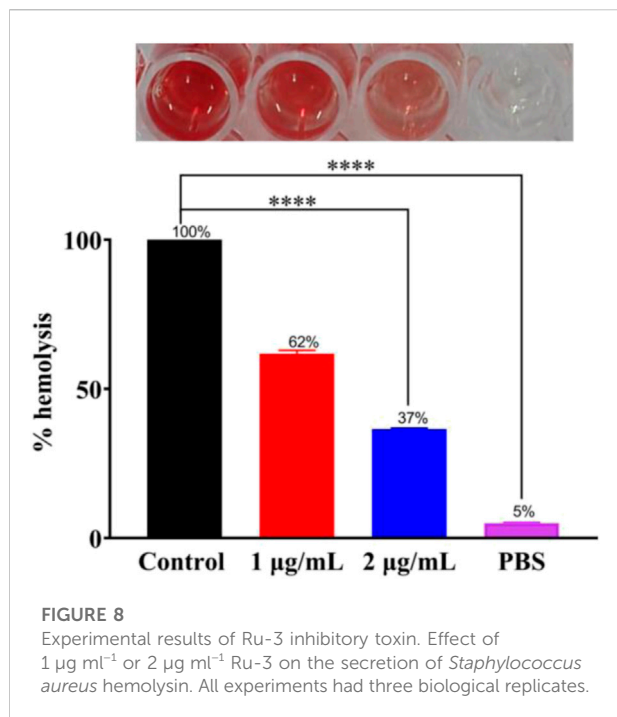 ****
****
100
100%
62%
50
37%
5%
0
% hemolysis
Control 1 µg/mL 2 µg/mL PBS
FIGURE 8
Experimental results of Ru-3 inhibitory toxin. Effect of
1 µg ml⁻¹ or 2 µg ml⁻¹ Ru-3 on the secretion of Staphylococcus
aureus hemolysin. All experiments had three biological replicates.